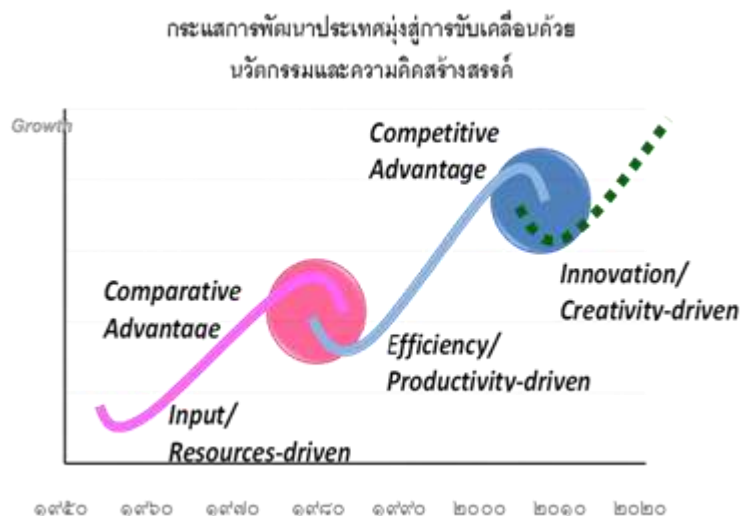 กระแสการพัฒนาประเทศมุ่งสู่การขับเคลื่อนด้วย
นวัตกรรมและความคิดสร้างสรรค์
Growth
Competitive
Advantage
Comparative
Advantage
Innovation/
Creativity-driven
Efficiency/
Productivity-driven
Input/
Resources-driven
๑๙๕๐ ๑๙๖๐ ๑๙๗๐ ๑๙๘๐ ๑๙๙๐ ๒๐๐๐ ๒๐๑๐ ๒๐๒๐